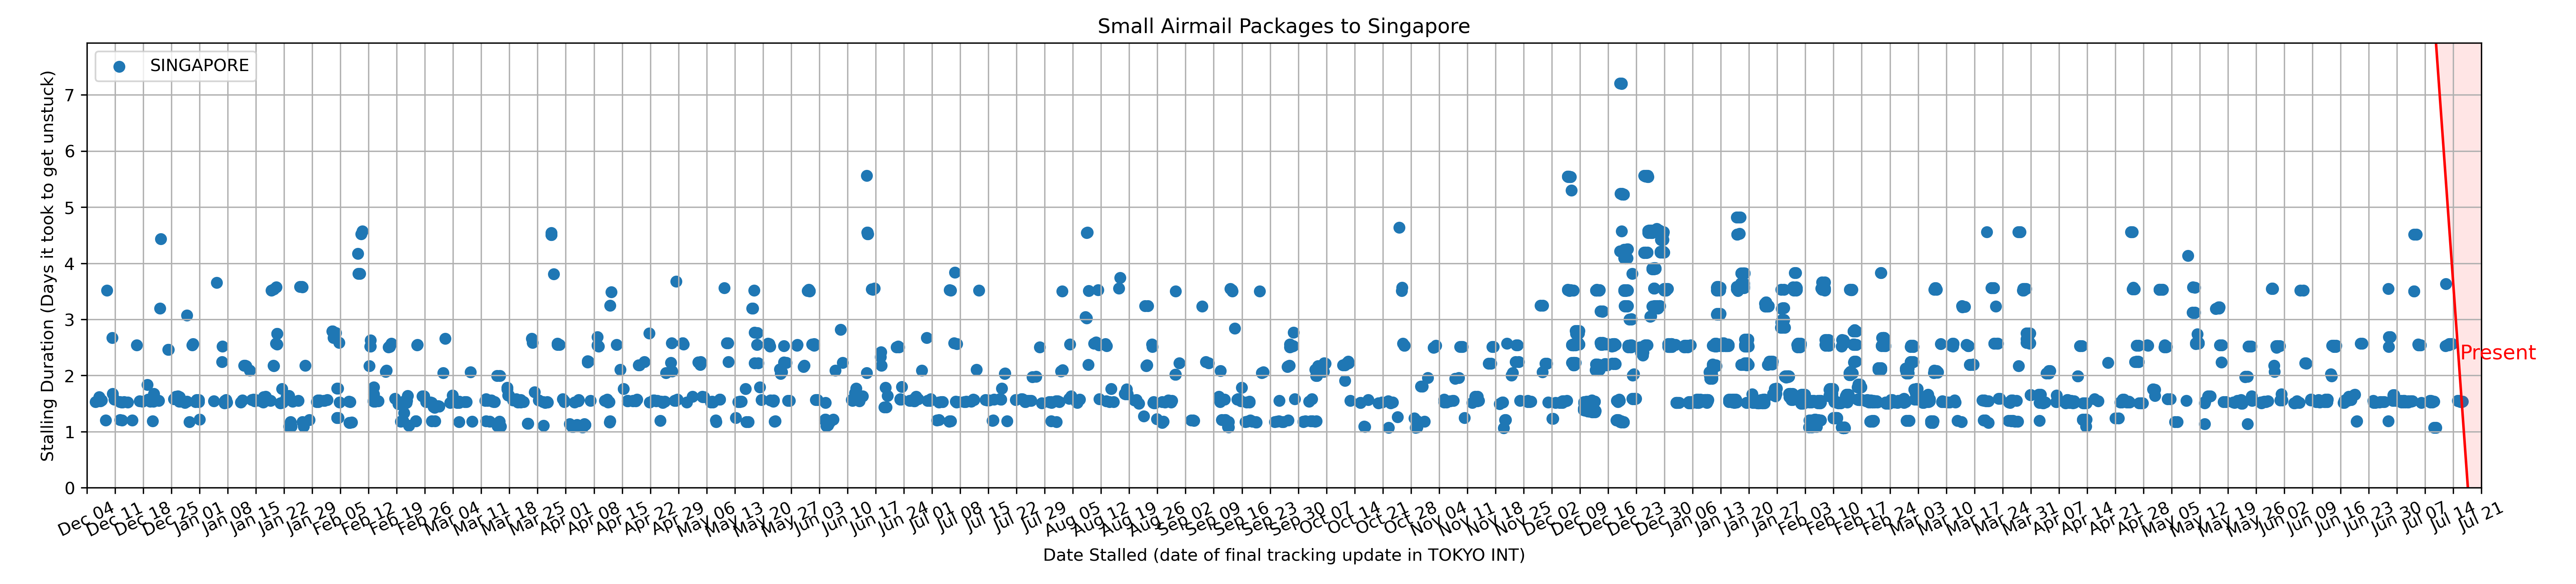 Small Airmail Packages to Singapore
SINGAPORE
Stalling Duration (Days it took to get unstuck)
7
6
5
4
3
2
1
0
Present
Dec 04 Dec 11 Dec 18 Dec 25 Jan 01 Jan 08 Jan 15 Jan 22 Jan 29 Feb 05 Feb 12 Feb 19 Feb 26 Mar 04 Mar 11 Mar 18 Mar 25 Apr 01 Apr 08 Apr 15 Apr 22 Apr 29 May 06 May 13 May 20 May 27 Jun 03 Jun 10 Jun 17 Jun 24 Jul 01 Jul 08 Jul 15 Jul 22 Jul 29 Aug 05 Aug 12 Aug 19 Aug 26 Sep 02 Sep 09 Sep 16 Sep 23 Sep 30 Oct 07 Oct 14 Oct 21 Oct 28 Nov 04 Nov 11 Nov 18 Nov 25 Dec 02 Dec 09 Dec 16 Dec 23 Dec 30 Jan 06 Jan 13 Jan 20 Jan 27 Feb 03 Feb 10 Feb 17 Feb 24 Mar 03 Mar 10 Mar 17 Mar 24 Mar 31 Apr 07 Apr 14 Apr 21 Apr 28 May 05 May 12 May 19 May 26 Jun 02 Jun 09 Jun 16 Jun 23 Jun 30 Jul 07 Jul 14 Jul 21
Date Stalled (date of final tracking update in TOKYO INT)